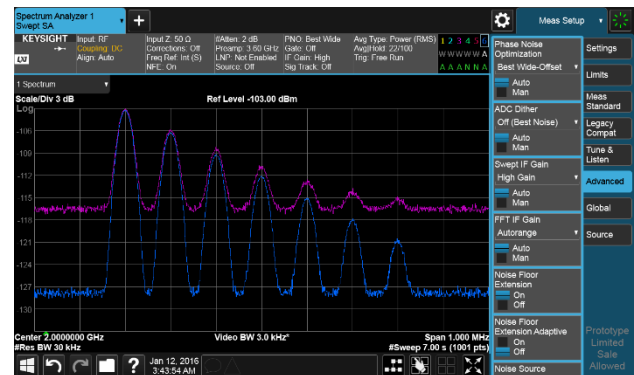 Spectrum Analyzer 1
Swept SA
Meas Setup
KEYSIGHT
Input: RF
Coupling: DC
Align: Auto
LXI
Input Z: 50 Ω
Corrections: Off
Freq Ref: Int (S)
NFE: On
#Atten: 2 dB
Preamp: 3.60 GHz
LNP: Not Enabled
Source: Off
PNO: Best Wide
Gate: Off
IF Gain: High
Sig Track: Off
Avg Type: Power (RMS)
Avg|Hold: 22/100
Trig: Free Run
1 2 3 4 5 6
W W W W W W
A A A N N A
1 Spectrum
Scale/Div 3 dB
Ref Level -103.00 dBm
Log
-106
-109
-112
-115
-118
-121
-124
-127
-130
Center 2.0000000 GHz
#Res BW 30 kHz
Video BW 3.0 kHz*
Span 1.000 MHz
#Sweep 7.00 s (1001 pts)
?
Jan 12, 2016
3:43:54 AM
Phase Noise
Optimization
Best Wide-Offset
Auto
Man
ADC Dither
Off (Best Noise)
Auto
Man
Swept IF Gain
High Gain
Auto
Man
FFT IF Gain
Autorange
Auto
Man
Noise Floor
Extension
On
Off
Noise Floor
Extension Adaptive
On
Off
Noise Source
Settings
Limits
Meas
Standard
Legacy
Compat
Tune &
Listen
Advanced
Global
Source
Prototype
Limited
Sale
Allowed